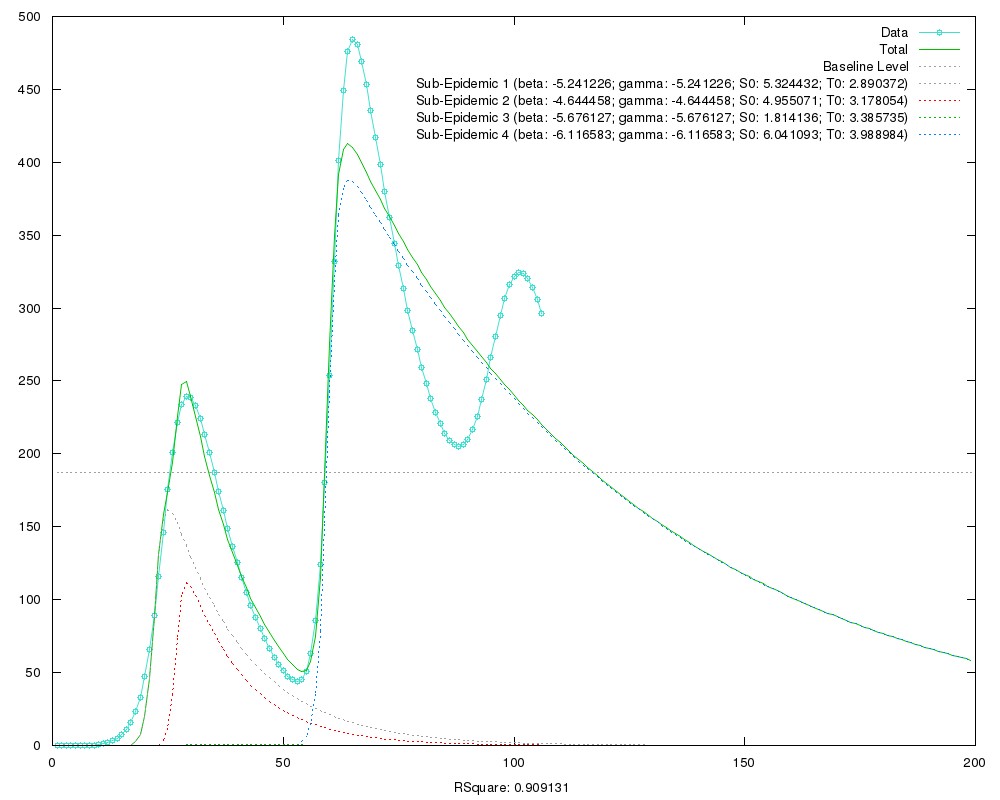 500
450
400
350
300
250
200
150
100
50
0
Data
Total
Baseline Level
Sub-Epidemic 1 (beta: -5.241226; gamma: -5.241226; S0: 5.324432; T0: 2.890372)
Sub-Epidemic 2 (beta: -4.644458; gamma: -4.644458; S0: 4.955071; T0: 3.178054)
Sub-Epidemic 3 (beta: -5.676127; gamma: -5.676127; S0: 1.814136; T0: 3.385735)
Sub-Epidemic 4 (beta: -6.116583; gamma: -6.116583; S0: 6.041093; T0: 3.988984)
0 50 100 150 200
RSquare: 0.909131